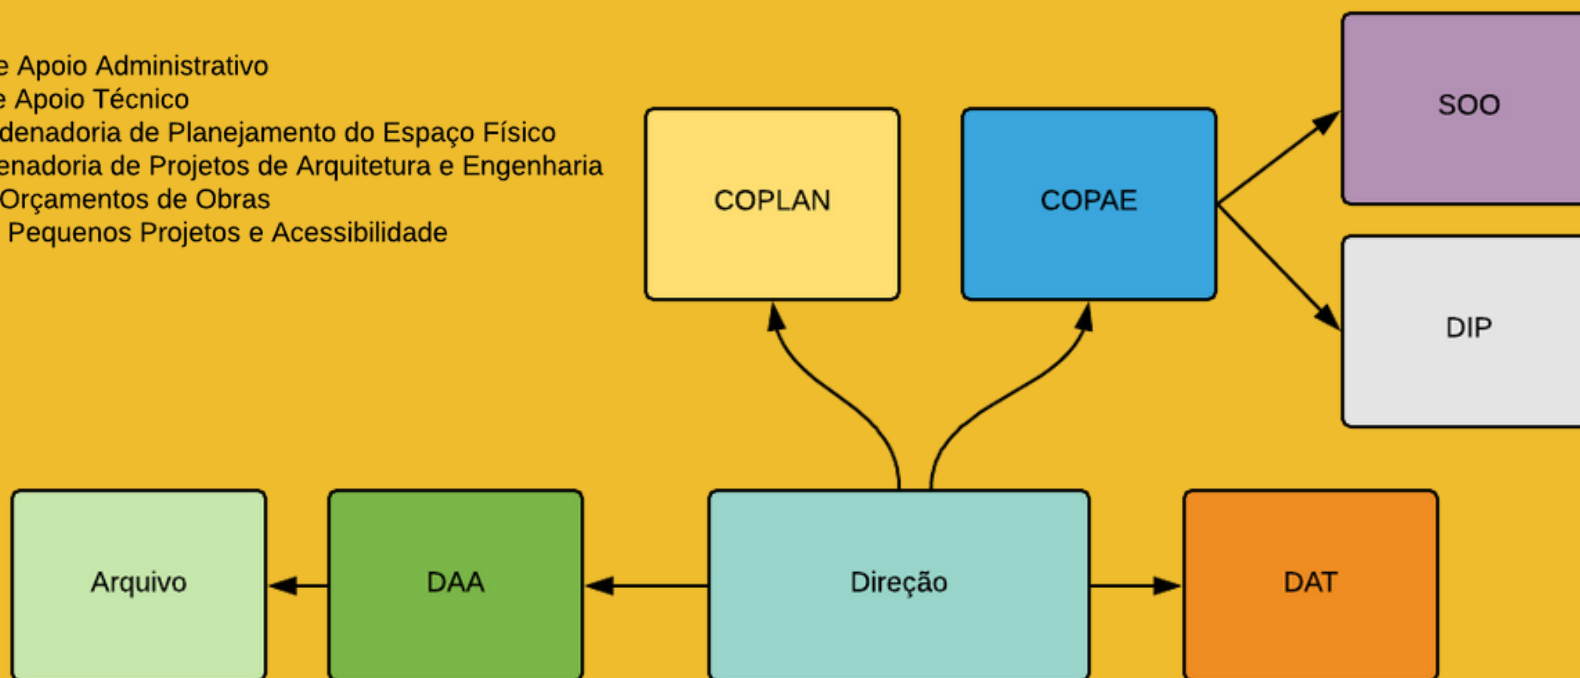 e Apoio Administrativo
e Apoio Técnico
denadoria de Planejamento do Espaço Físico
enadoria de Projetos de Arquitetura e Engenharia
Orçamentos de Obras
Pequenos Projetos e Acessibilidade
SOO
COPLAN
COPAE
DIP
Arquivo
DAA
Direção
DAT